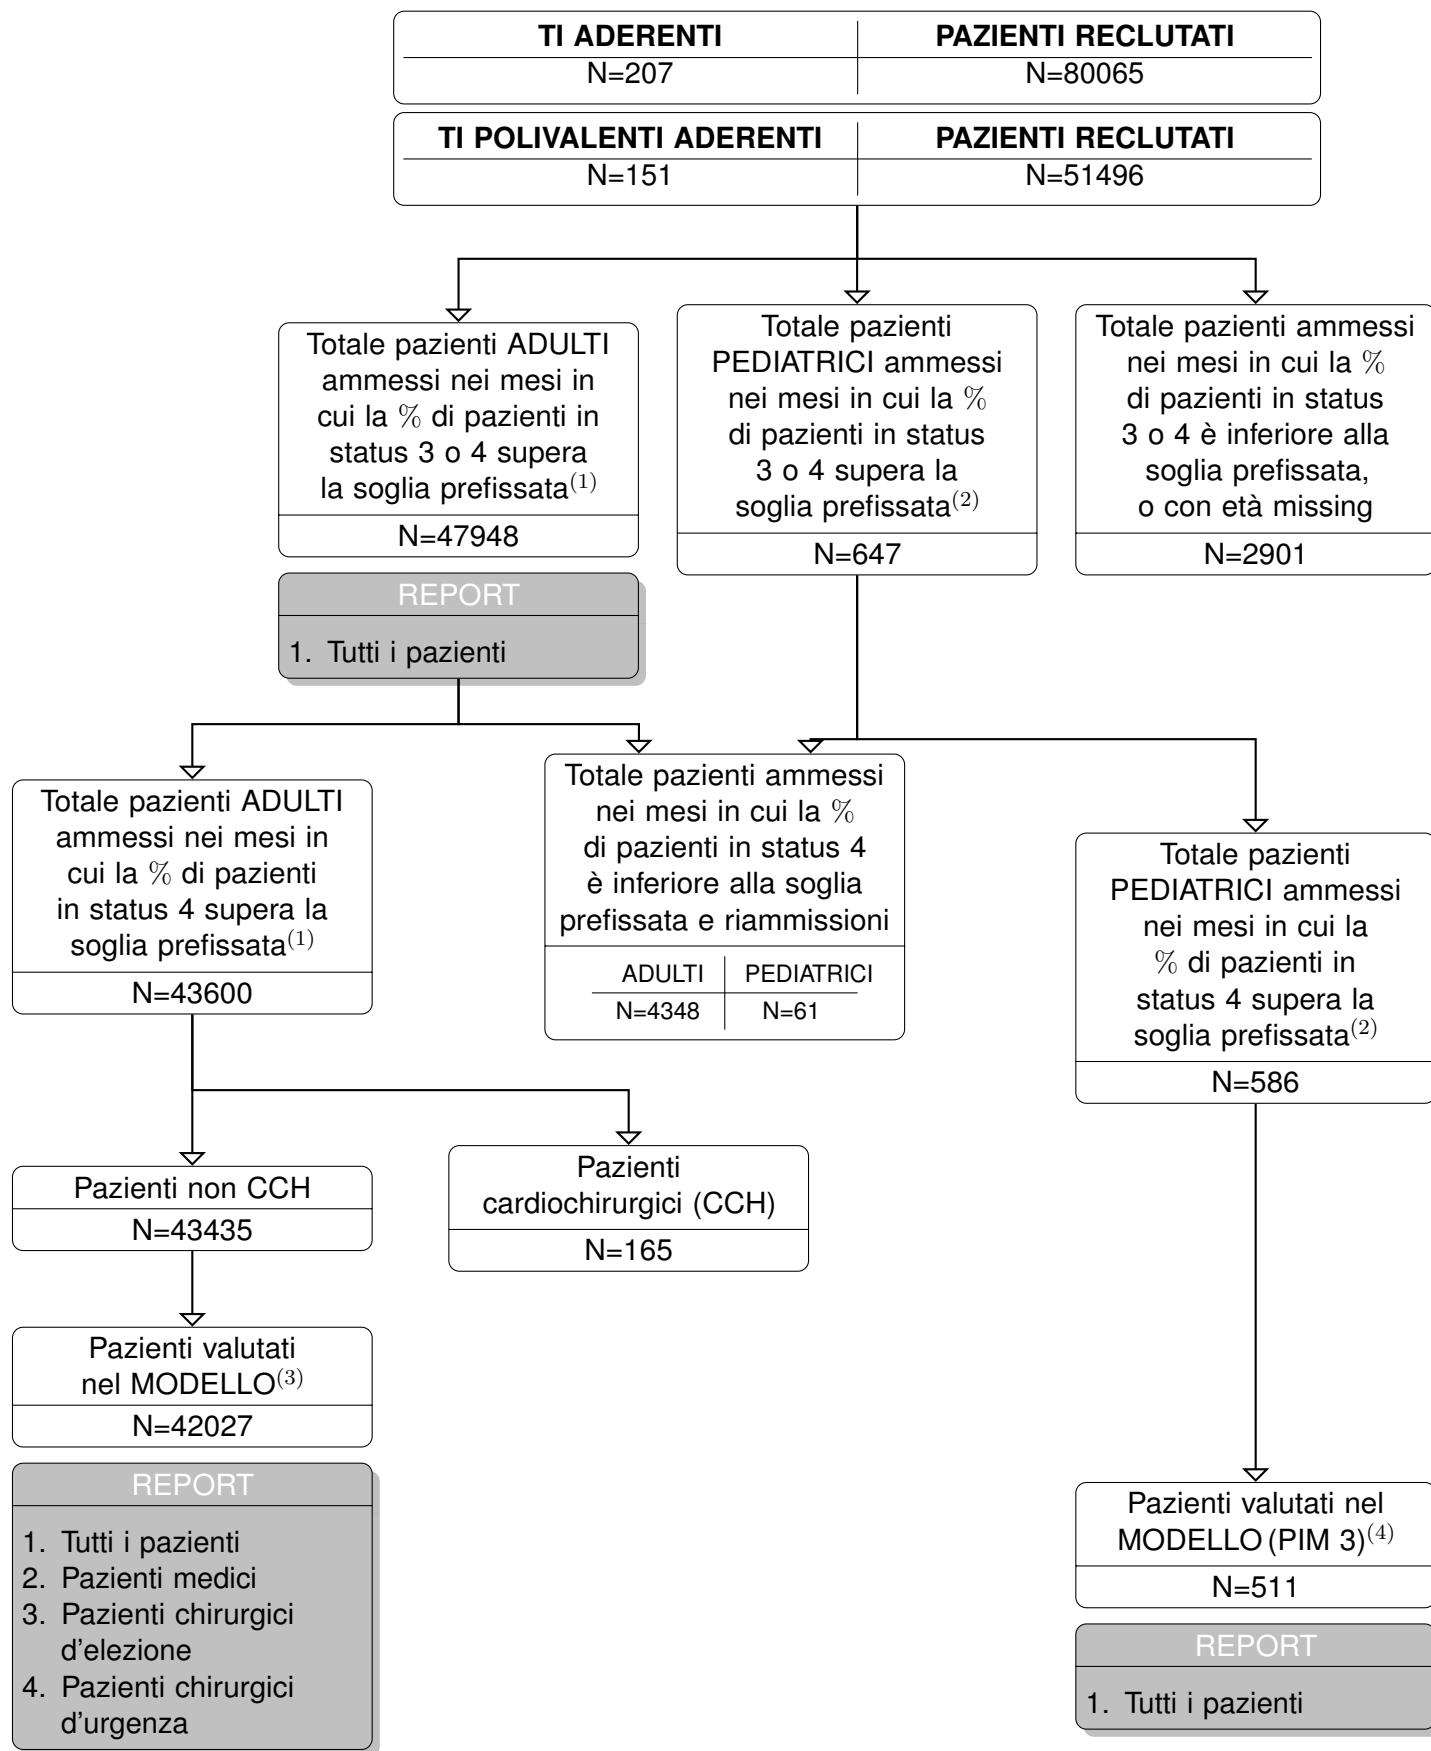 TI ADERENTI PAZIENTI RECLUTATI
N=207 N=80065
TI POLIVALENTI ADERENTI PAZIENTI RECLUTATI
N=151 N=51496
Totale pazienti ADULTI
ammessi nei mesi in
cui la % di pazienti in
status 3 o 4 supera
la soglia prefissata(1)
N=47948
REPORT
1. Tutti i pazienti
Totale pazienti
PEDIATRICI ammessi
nei mesi in cui la %
di pazienti in status
3 o 4 supera la
soglia prefissata(2)
N=647
Totale pazienti ammessi
nei mesi in cui la %
di pazienti in status
3 o 4 è inferiore alla
soglia prefissata,
o con età missing
N=2901
Totale pazienti ADULTI
ammessi nei mesi in
cui la % di pazienti
in status 4 supera la
soglia prefissata(1)
N=43600
Totale pazienti ammessi
nei mesi in cui la %
di pazienti in status 4
è inferiore alla soglia
prefissata e riammissioni
ADULTI PEDIATRICI
N=4348 N=61
Totale pazienti
PEDIATRICI ammessi
nei mesi in cui la
% di pazienti in
status 4 supera la
soglia prefissata(2)
N=586
Pazienti non CCH
N=43435
Pazienti
cardiochirurgici (CCH)
N=165
Pazienti valutati
nel MODELLO(3)
N=42027
REPORT
1. Tutti i pazienti
2. Pazienti medici
3. Pazienti chirurgici
d'elezione
4. Pazienti chirurgici
d'urgenza
Pazienti valutati nel
MODELLO (PIM 3)(4)
N=511
REPORT
1. Tutti i pazienti